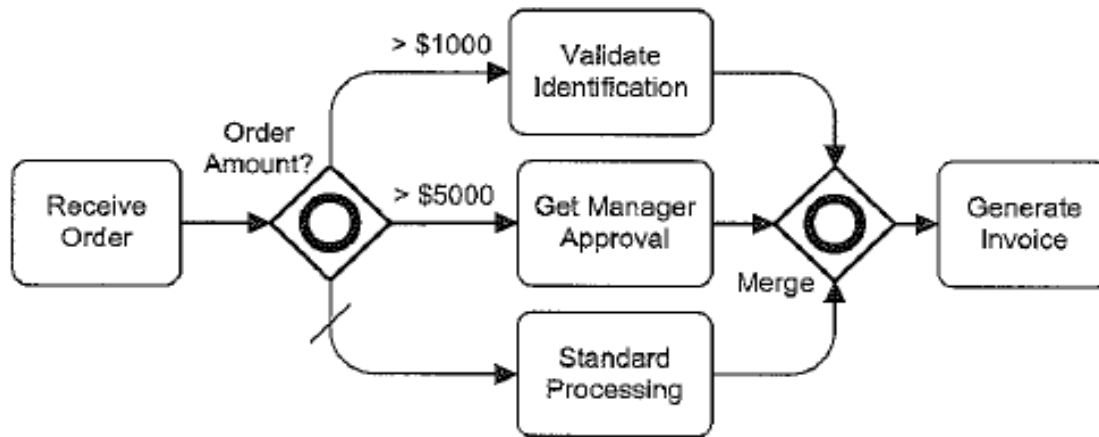 > $1000
Validate
Identification
Order
Amount?
Receive
Order
> $5000
Get Manager
Approval
Merge
Generate
Invoice
Standard
Processing